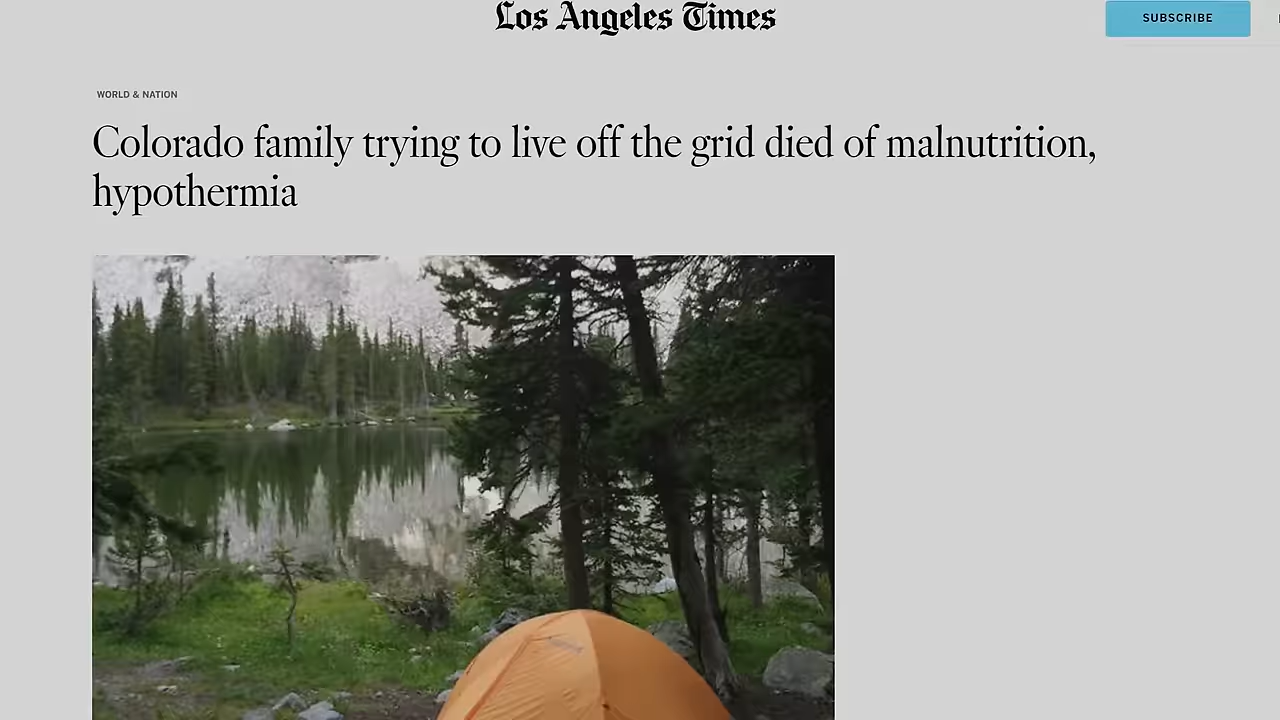 Los Angeles Times
SUBSCRIBE
WORLD & NATION
Colorado family trying to live off the grid died of malnutrition,
hypothermia